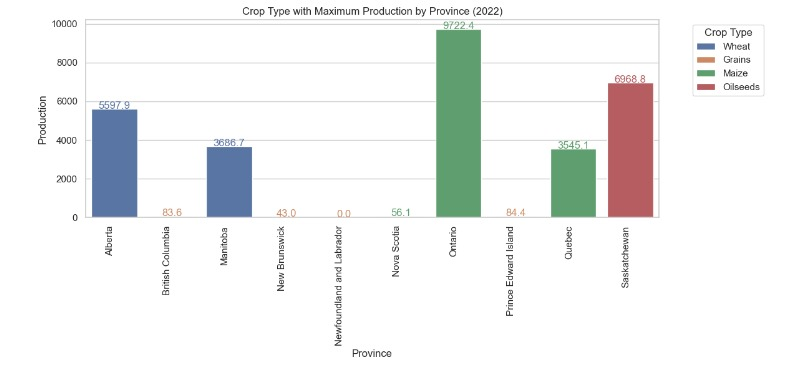 Crop Type with Maximum Production by Province (2022)
Production
10000
8000
6000
4000
2000
0
5597.9
83.6
3686.7
43.0
0.0
56.1
9722.4
84.4
3545.1
6968.8
Alberta
British Columbia
Manitoba
New Brunswick
Newfoundland and Labrador
Nova Scotia
Ontario
Prince Edward Island
Quebec
Saskatchewan
Province
Crop Type
Wheat
Grains
Maize
Oilseeds